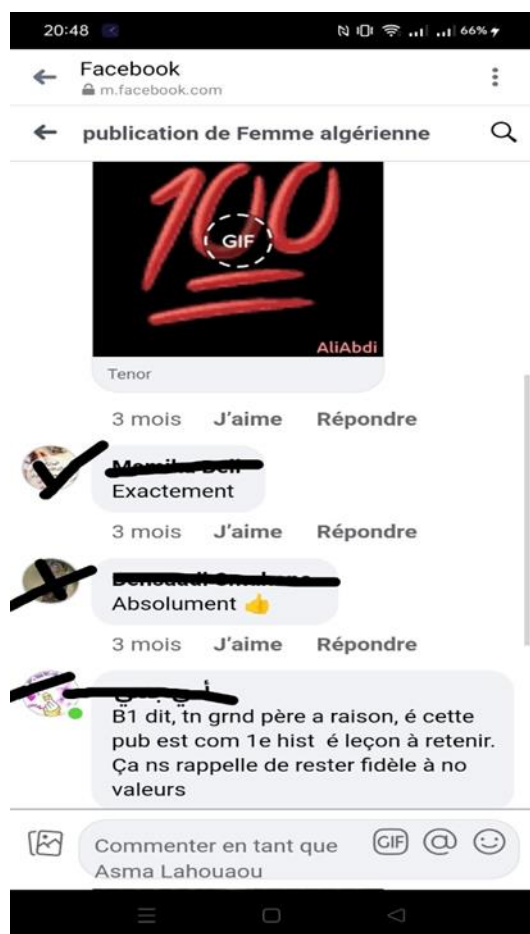 20:48
66%
Facebook
m.facebook.com
publication de Femme algérienne
100
GIF
AliAbdi
Tenor
3 mois J'aime Répondre
Exactement
3 mois J'aime Répondre
Absolument 👍
3 mois J'aime Répondre
B1 dit, tn grnd père a raison, é cette
pub est com 1e hist é leçon à retenir.
Ça ns rappelle de rester fidèle à no
valeurs
Commenter en tant que
GIF
Asma Lahouaou